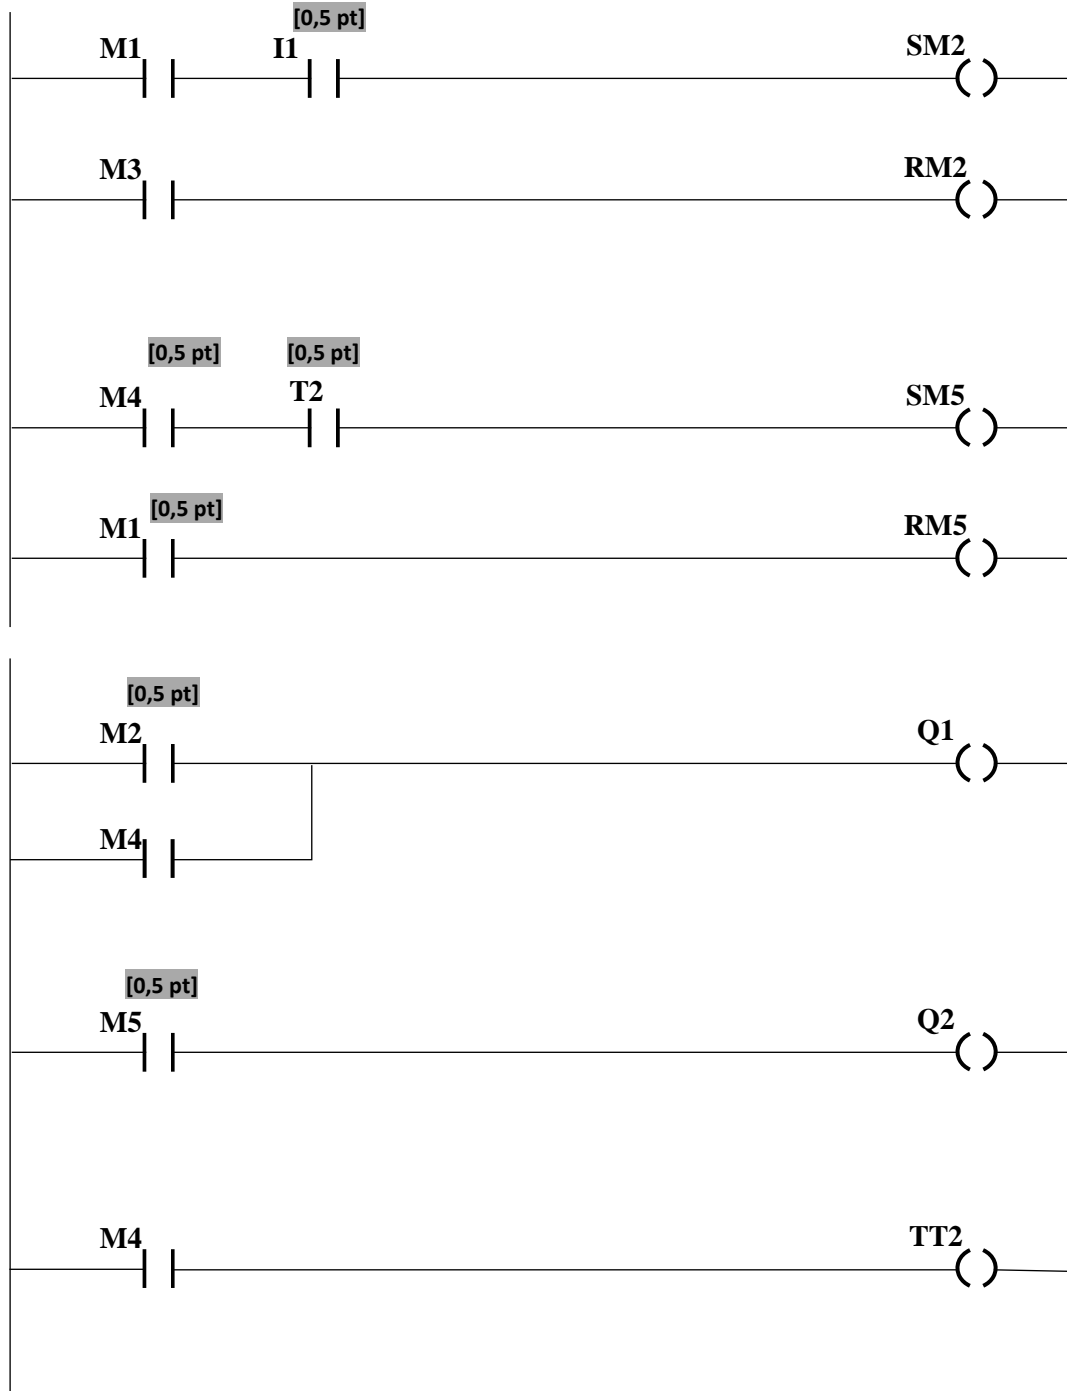 [0,5 pt]
M1 I1 SM2
M3 RM2
[0,5 pt] [0,5 pt]
M4 T2 SM5
[0,5 pt]
M1 RM5
[0,5 pt]
M2 Q1
M4
[0,5 pt]
M5 Q2
M4 TT2